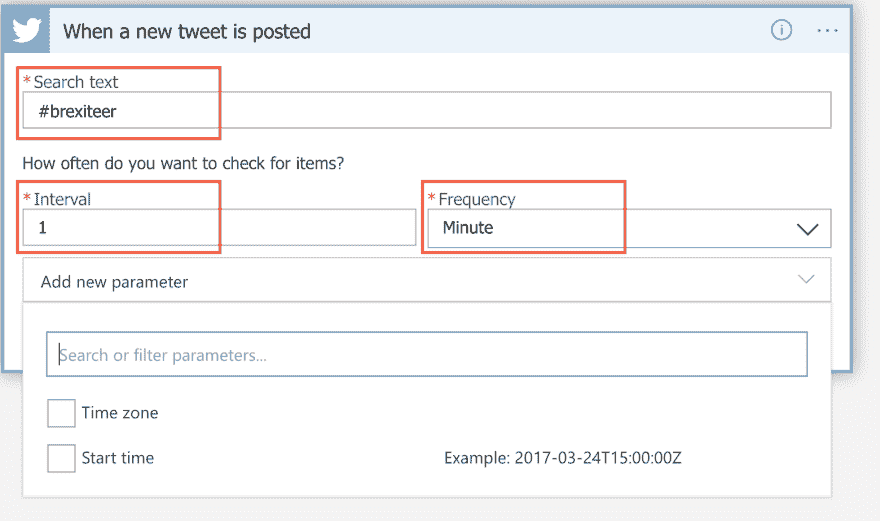 When a new tweet is posted
* Search text
#brexiteer
How often do you want to check for items?
* Interval
* Frequency
1
Minute
Add new parameter
Search or filter parameters...
Time zone
Start time
Example: 2017-03-24T15:00:00Z